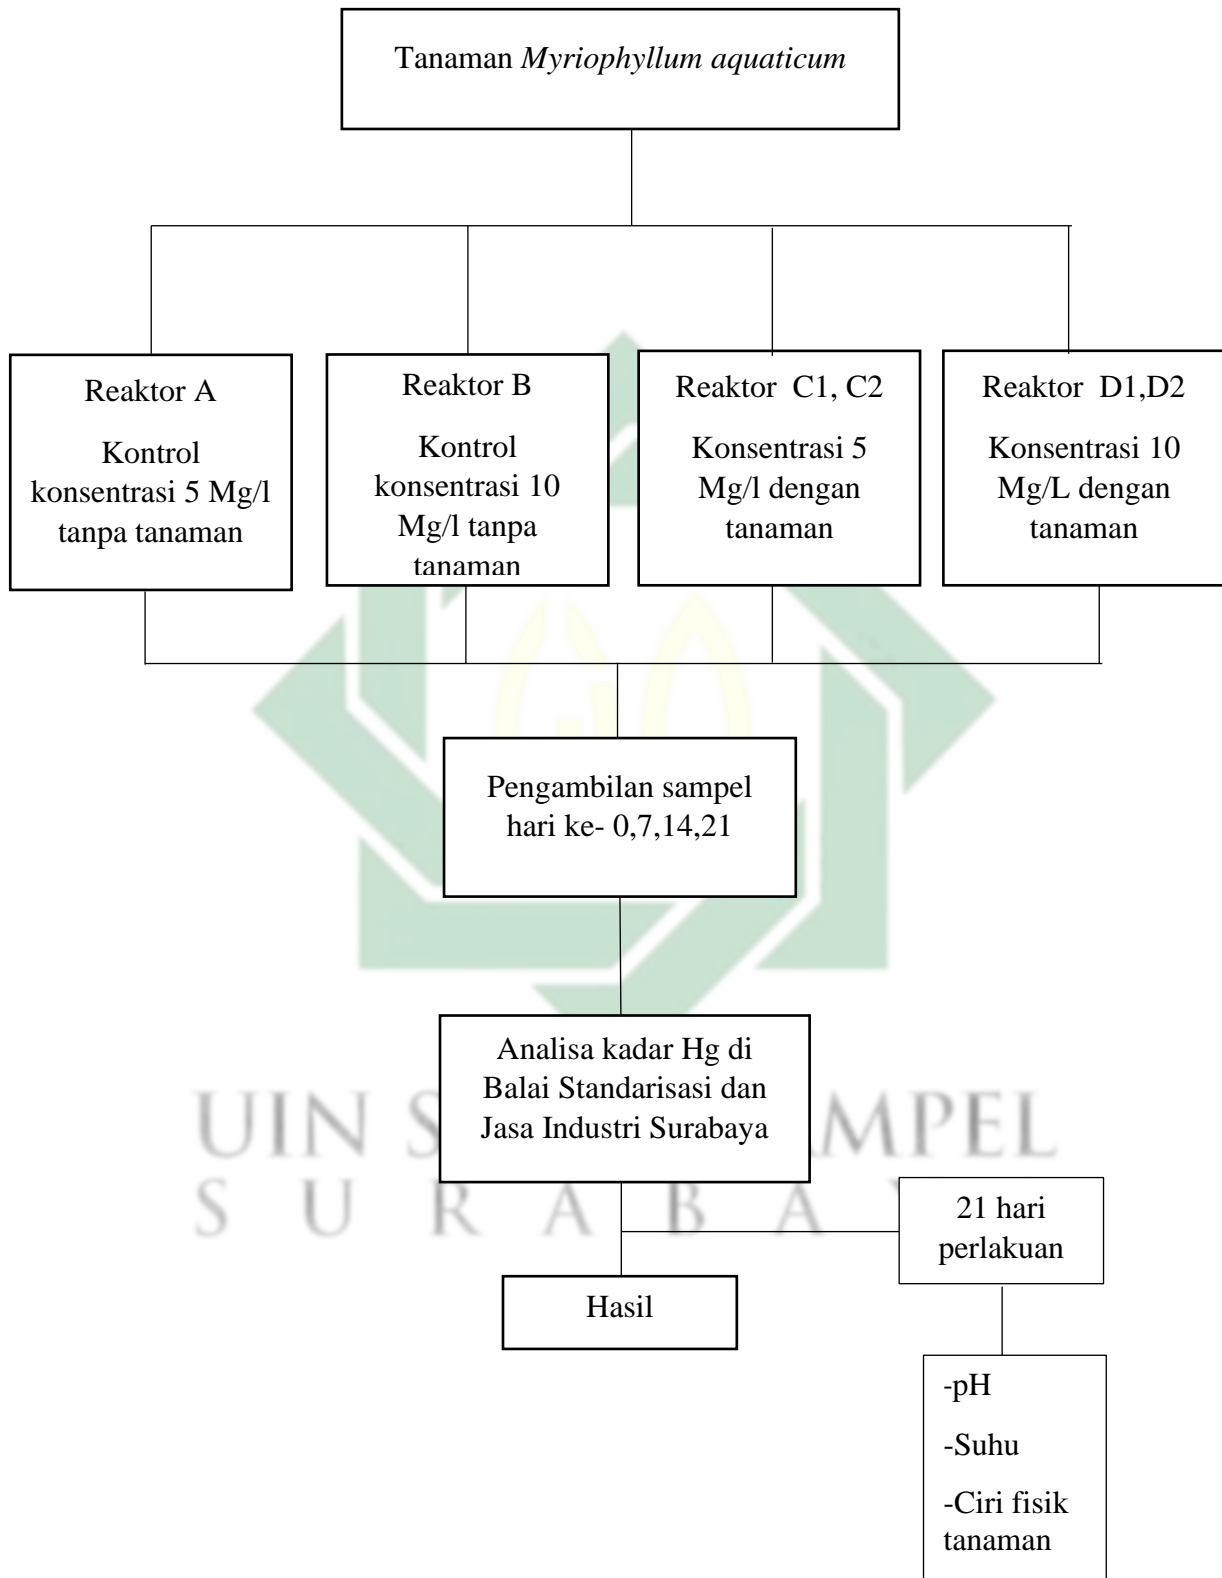 Tanaman Myriophyllum aquaticum
Reaktor A
Kontrol
konsentrasi 5 Mg/l
tanpa tanaman
Reaktor B
Kontrol
konsentrasi 10
Mg/l tanpa
tanaman
Reaktor C1, C2
Konsentrasi 5
Mg/l dengan
tanaman
Reaktor D1,D2
Konsentrasi 10
Mg/L dengan
tanaman
Pengambilan sampel
hari ke- 0,7,14,21
Analisa kadar Hg di
Balai Standarisasi dan
Jasa Industri Surabaya
UIN S AMPEL
S U R A B A
21 hari
perlakuan
Hasil
-pH
-Suhu
-Ciri fisik
tanaman